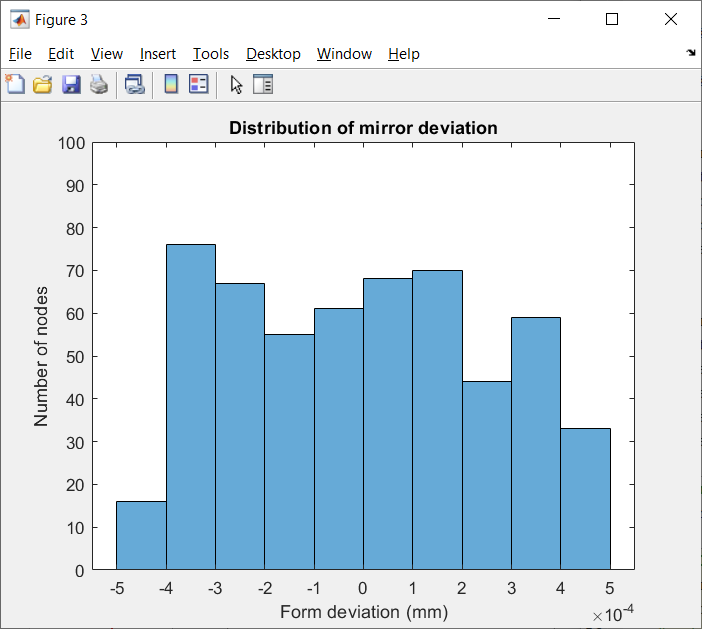 Figure 3
File Edit View Insert Tools Desktop Window Help
Distribution of mirror deviation
100
90
80
70
60
50
40
30
20
10
0
Number of nodes
-5 -4 -3 -2 -1 0 1 2 3 4 5
Form deviation (mm)
×10-4